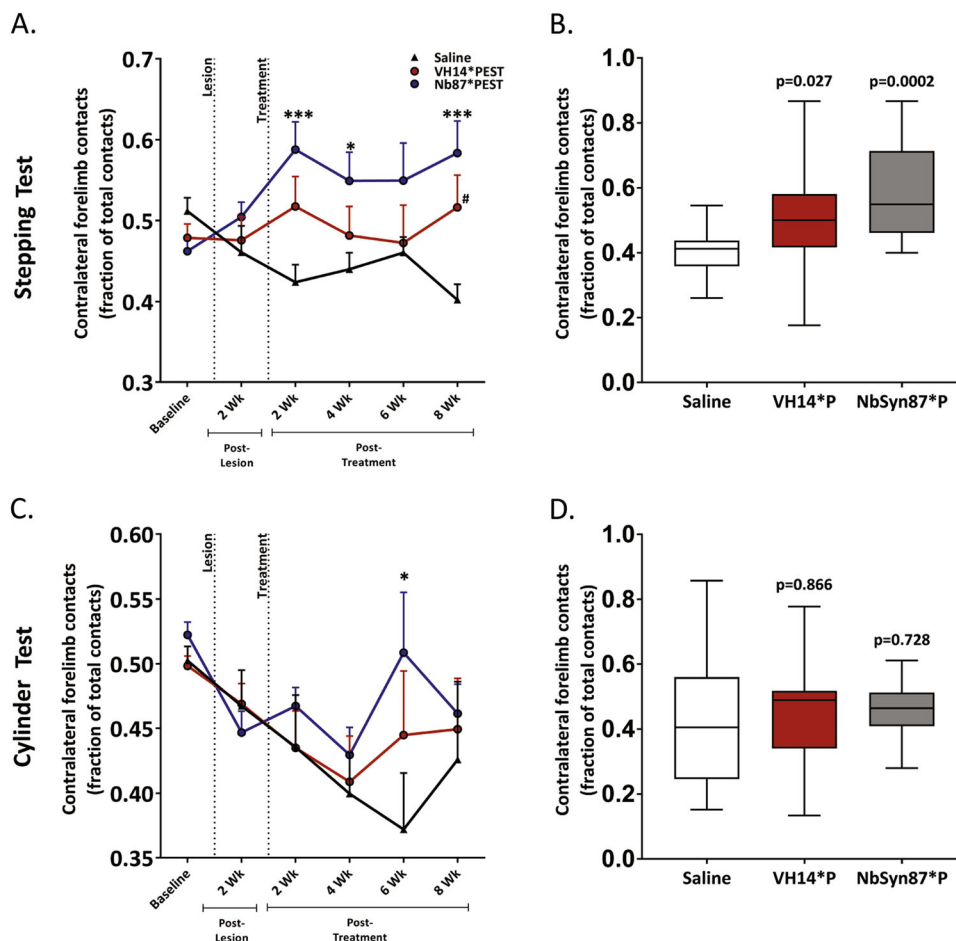 A.
Stepping Test
Contralateral forelimb contacts
(fraction of total contacts)
0.7
0.6
0.5
0.4
0.3
Lesion
Treatment
Saline
VH14*PEST
Nb87*PEST
***
*
***
#
Baseline
2 Wk
2 Wk
4 Wk
6 Wk
8 Wk
Post-
Lesion
Post-
Treatment
B.
Contralateral forelimb contacts
(fraction of total contacts)
1.0
0.8
0.6
0.4
0.2
0.0
p=0.027
p=0.0002
Saline
VH14*P
NbSyn87*P
C.
Cylinder Test
Contralateral forelimb contacts
(fraction of total contacts)
0.60
0.55
0.50
0.45
0.40
0.35
Lesion
Treatment
*
Baseline
2 Wk
2 Wk
4 Wk
6 Wk
8 Wk
Post-
Lesion
Post-
Treatment
D.
Contralateral forelimb contacts
(fraction of total contacts)
1.0
0.8
0.6
0.4
0.2
0.0
p=0.866
p=0.728
Saline
VH14*P
NbSyn87*P